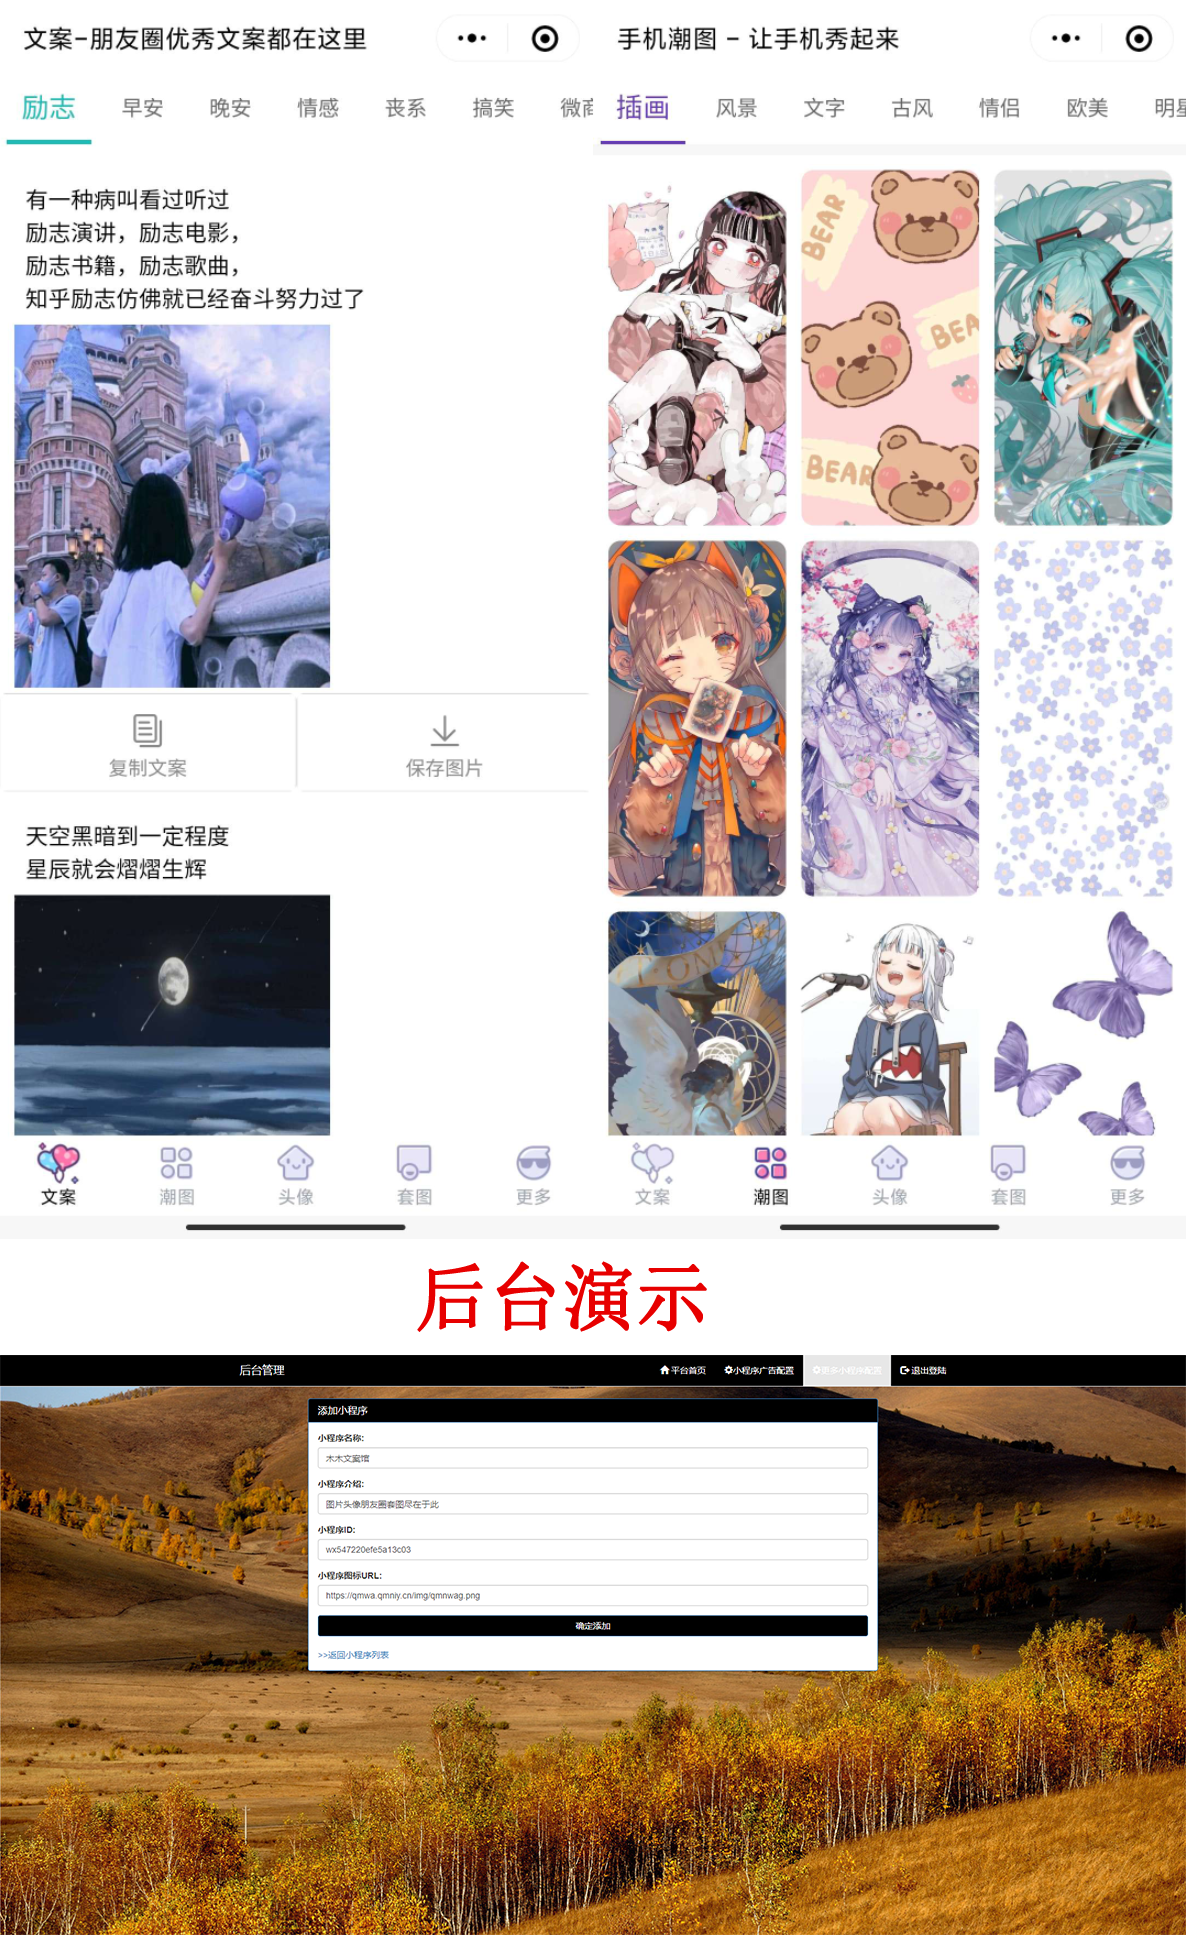 文案-朋友圈优秀文案都在这里
励志 早安 晚安 情感 丧系 搞笑 微商
有一种病叫看过听过
励志演讲，励志电影，
励志书籍，励志歌曲，
知乎励志仿佛就已经奋斗努力过了
复制文案 保存图片
天空黑暗到一定程度
星辰就会熠熠生辉
文案 潮图 头像 套图 更多
手机潮图 - 让手机秀起来
插画 风景 文字 古风 情侣 欧美 明星
BEAR
BEA
BEAR
文案 潮图 头像 套图 更多
后台演示
后台管理 平台首页 小程序广告配置 更多小程序配置 退出登陆
添加小程序
小程序名称:
木木文案馆
小程序介绍:
图片头像朋友圈套图尽在于此
小程序ID:
wx547220efe5a13c03
小程序图标URL:
https://qmwa.qmniy.cn/img/qmnwag.png
确定添加
>>返回小程序列表